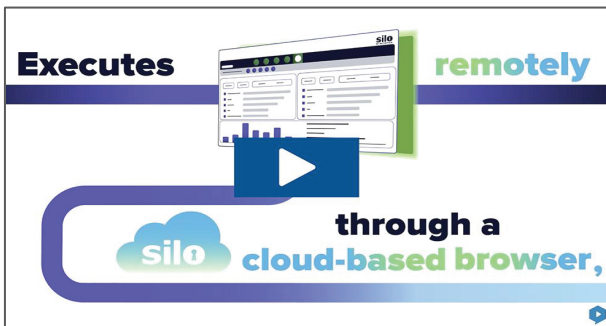 silo
Executes remotely
silo
through a
cloud-based browser,